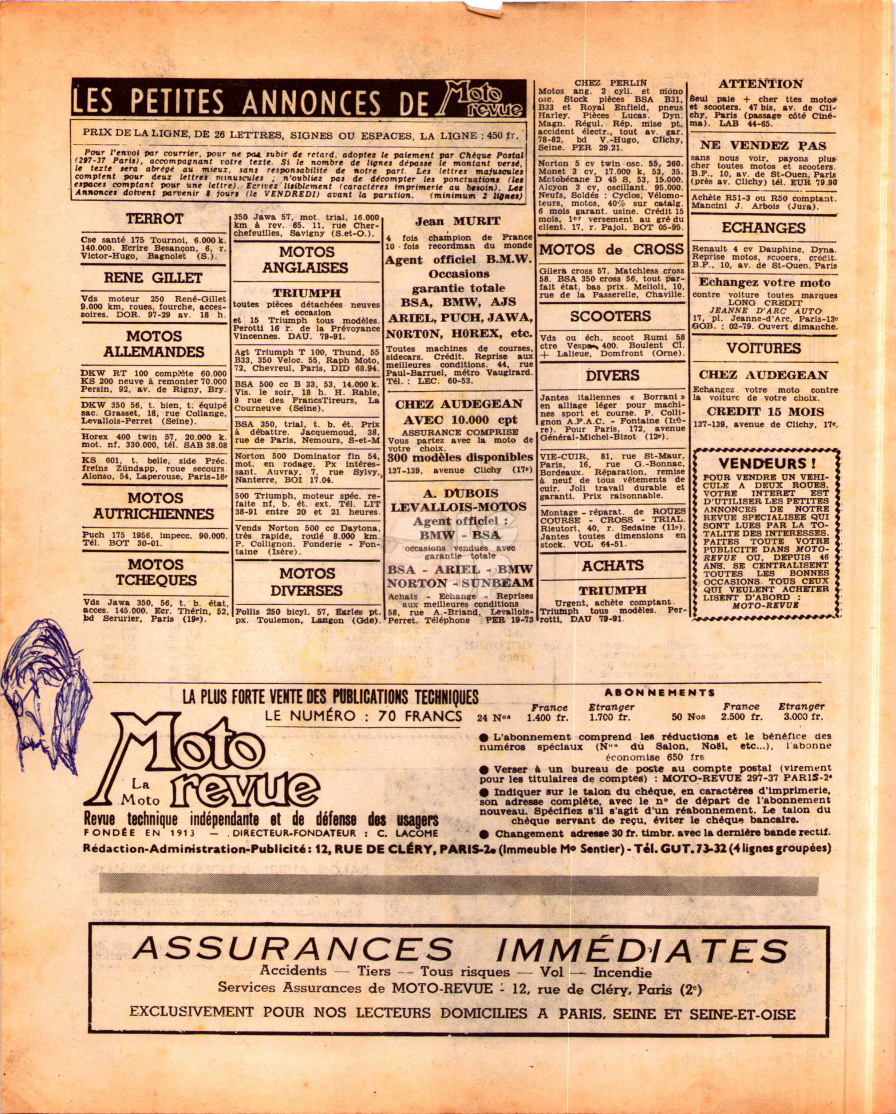 LES PETITES ANNONCES DE Moto revue
PRIX DE LA LIGNE, DE 26 LETTRES, SIGNES OU ESPACES, LA LIGNE : 450 fr.
Pour l'envoi par courrier, pour ne pas subir de retard, adoptez le paiement par Chèque Postal
(297-37 Paris), accompagnant votre texte. Si le nombre de lignes dépasse le montant versé,
le texte sera abrégé au mieux, sans responsabilité de notre part. Les lettres majuscules
comptent pour deux lettres minuscules ; n'oubliez pas de décompter les ponctuations (les
espaces comptant pour une lettre). Ecrivez lisiblement (caractères imprimerie au besoin). Les
Annonces doivent parvenir 8 jours (le VENDREDI) avant la parution. (minimum 2 lignes)
TERROT
Cse santé 175 Tournoi, 6.000 k.
140.000. Ecrire Besançon, 6, r.
Victor-Hugo, Bagnolet (S.).
RENE GILLET
Vds moteur 250 René-Gillet
9.000 km, roues, fourche, acces-
soires. DOR. 97-29 av. 18 h.
MOTOS
ALLEMANDES
DKW RT 100 complète 60.000
KS 200 neuve à remonter 70.000
Persin, 92, av. de Rigny, Bry.
DKW 350 56, t. bien, t. équipé
sac. Grasset, 18, rue Collange,
Levallois-Perret (Seine).
Horex 400 twin 57, 20.000 k.
mot. nf, 330.000, tél. SAB 38.08
KS 601, t. belle, side Préc.
freins Zündapp, roue secours.
Alonso, 54, Laperouse, Paris-16e
MOTOS
AUTRICHIENNES
Puch 175 1956, impecc. 90.000.
Tél. BOT 30-01.
MOTOS
TCHEQUES
Vds Jawa 350, 56, t. b. état,
acces. 145.000. Ecr. Thérin, 52,
bd Serurier, Paris (19e).
350 Jawa 57, mot. trial, 16.000
km à rev. 65. 11, rue Cher-
chefeuilles, Savigny (S.et-O.).
MOTOS
ANGLAISES
TRIUMPH
toutes pièces détachées neuves
et occasion
et 15 Triumph tous modèles.
Perotti 16 r. de la Prévoyance
Vincennes. DAU. 79-91.
Agt Triumph T 100, Thund, 55
B33, 350 Veloc. 55, Raph Moto,
72, Chevreul, Paris, DID 68.94.
BSA 500 cc B 33, 53, 14.000 k.
Vis. le soir, 18 h. H. Rable,
9 rue des FrancsTireurs, La
Courneuve (Seine).
BSA 350, trial, t. b. ét. Prix
à débattre. Jacquemoud, 38,
rue de Paris, Nemours, S-et-M
Norton 500 Dominator fin 54,
mot. en rodage. Px intéres-
sant. Auvray, 7, rue Sylvy,
Nanterre, BOI 17.04.
500 Triumph, moteur spéc. re-
faite nf, b. ét. ext. Tél. LIT
38-91 entre 20 et 21 heures.
Vends Norton 500 cc Daytona,
très rapide, roulé 8.000 km.
P. Collignon. Fonderie - Fon-
taine (Isère).
MOTOS
DIVERSES
Follis 250 bicyl. 57, Earles pt.
px. Toulemon, Langon (Gde).
Jean MURIT
4 fois champion de France
10 fois recordman du monde
Agent officiel B.M.W.
Occasions
garantie totale
BSA, BMW, AJS
ARIEL, PUCH, JAWA,
NORTON, HOREX, etc.
Toutes machines de courses,
sidecars. Crédit. Reprise aux
meilleures conditions. 44, rue
Paul-Barruel, métro Vaugirard.
Tél. : LEC. 60-53.
CHEZ AUDEGEAN
AVEC 10.000 cpt
ASSURANCE COMPRISE
Vous partez avec la moto de
votre choix.
300 modèles disponibles
137-139, avenue Clichy (17e)
A. DUBOIS
LEVALLOIS-MOTOS
Agent officiel :
BMW - BSA
occasions vendues avec
garantie totale
BSA - ARIEL - BMW
NORTON - SUNBEAM
Achats - Echange - Reprises
aux meilleures conditions
58, rue A.-Briand, Levallois-
Perret. Téléphone PER 19-73
CHEZ PERLIN
Motos ang. 2 cyli. et mono
osc. Stock pièces BSA B31,
B33 et Royal Enfield, pneus
Harley. Pièces Lucas. Dyn.
Magn. Régul. Rép. mise pt,
accident électr., tout av. gar.
78-82, bd V.-Hugo, Clichy,
Seine. PER 29.21.
Norton 5 cv twin osc. 55, 260.
Monet 3 cv, 17.000 k, 53, 35.
Motobécane D 45 S, 53, 15.000.
Alcyon 2 cv, oscillant. 95.000.
Neufs, Soldés : Cyclos, Vélomo-
teurs, motos, 40% sur catalg.
6 mois garant. usine. Crédit 15
mois, 1er versement au gré du
client. 17, r. Pajol. BOT 05-95.
MOTOS de CROSS
Gilera cross 57. Matchless cross
58. BSA 350 cross 56, tout par-
fait état, bas prix. Melioli, 10,
rue de la Passerelle, Chaville.
SCOOTERS
Vds ou éch. scoot Rumi 58
ctre Vespa 400. Boulent Cl.
+ Lalieue, Domfront (Orne).
DIVERS
Jantes italiennes « Borrani »
en alliage léger pour machi-
nes sport et course. P. Colli-
gnon A.F.A.C. - Fontaine (Isè-
re). Pour Paris, 172, avenue
Général-Michel-Bizot (12e).
VIE-CUIR, 81, rue St-Maur,
Paris, 16, rue G.-Bonnac,
Bordeaux. Réparation, remise
à neuf de tous vêtements de
cuir. Joli travail durable et
garanti. Prix raisonnable.
Montage - réparat. de ROUES
COURSE - CROSS - TRIAL.
Rieutort, 40, r. Sedaine (11e).
Jantes toutes dimensions en
stock. VOL 64-51.
ACHATS
TRIUMPH
Urgent, achète comptant.
Triumph tous modèles. Per-
rotti, DAU 79-91.
ATTENTION
Seul paie + cher ttes motos
et scooters. 47 bis, av. de Cli-
chy, Paris (passage côté Ciné-
ma). LAB 44-65.
NE VENDEZ PAS
sans nous voir, payons plus
cher toutes motos et scooters.
B.F., 10, av. de St-Ouen, Paris
(près av. Clichy) tél. EUR 79.90
Achète R51-3 ou R50 comptant.
Mancini J. Arbois (Jura).
ECHANGES
Renault 4 cv Dauphine, Dyna.
Reprise motos, scooers, crédit.
B.F., 10, av. de St-Ouen, Paris
Echangez votre moto
contre voiture toutes marques
LONG CREDIT
JEANNE D'ARC AUTO
17, pl. Jeanne-d'Arc, Paris-13e
GOB. : 02-79. Ouvert dimanche.
VOITURES
CHEZ AUDEGEAN
Echangez votre moto contre
la voiture de votre choix.
CREDIT 15 MOIS
137-139, avenue de Clichy, 17e.
VENDEURS !
POUR VENDRE UN VEHI-
CULE A DEUX ROUES,
VOTRE INTERET EST
D'UTILISER LES PETITES
ANNONCES DE NOTRE
REVUE SPECIALISEE QUI
SONT LUES PAR LA TO-
TALITE DES INTERESSES.
FAITES TOUTE VOTRE
PUBLICITE DANS MOTO-
REVUE OU, DEPUIS 46
ANS, SE CENTRALISENT
TOUTES LES BONNES
OCCASIONS. TOUS CEUX
QUI VEULENT ACHETER
LISENT D'ABORD :
MOTO-REVUE
LA PLUS FORTE VENTE DES PUBLICATIONS TECHNIQUES
LE NUMÉRO : 70 FRANCS
La Moto
Moto revue
Revue technique indépendante et de défense des usagers
FONDÉE EN 1913 — DIRECTEUR-FONDATEUR : C. LACOME
ABONNEMENTS
France Etranger France Etranger
24 Nos 1.400 fr. 1.700 fr. 50 Nos 2.500 fr. 3.000 fr.
● L'abonnement comprend les réductions et le bénéfice des
numéros spéciaux (Nos du Salon, Noël, etc...), l'abonné
économise 650 frs
● Verser à un bureau de poste au compte postal (virement
pour les titulaires de comptes) : MOTO-REVUE 297-37 PARIS-2e
● Indiquer sur le talon du chèque, en caractères d'imprimerie,
son adresse complète, avec le no de départ de l'abonnement
nouveau. Spécifiez s'il s'agit d'un réabonnement. Le talon du
chèque servant de reçu, éviter le chèque bancaire.
● Changement adresse 30 fr. timbr. avec la dernière bande rectif.
Rédaction-Administration-Publicité : 12, RUE DE CLÉRY, PARIS-2e (Immeuble Mo Sentier) - Tél. GUT. 73-32 (4 lignes groupées)
ASSURANCES IMMÉDIATES
Accidents — Tiers -- Tous risques — Vol — Incendie
Services Assurances de MOTO-REVUE - 12, rue de Cléry, Paris (2e)
EXCLUSIVEMENT POUR NOS LECTEURS DOMICILIES A PARIS, SEINE ET SEINE-ET-OISE